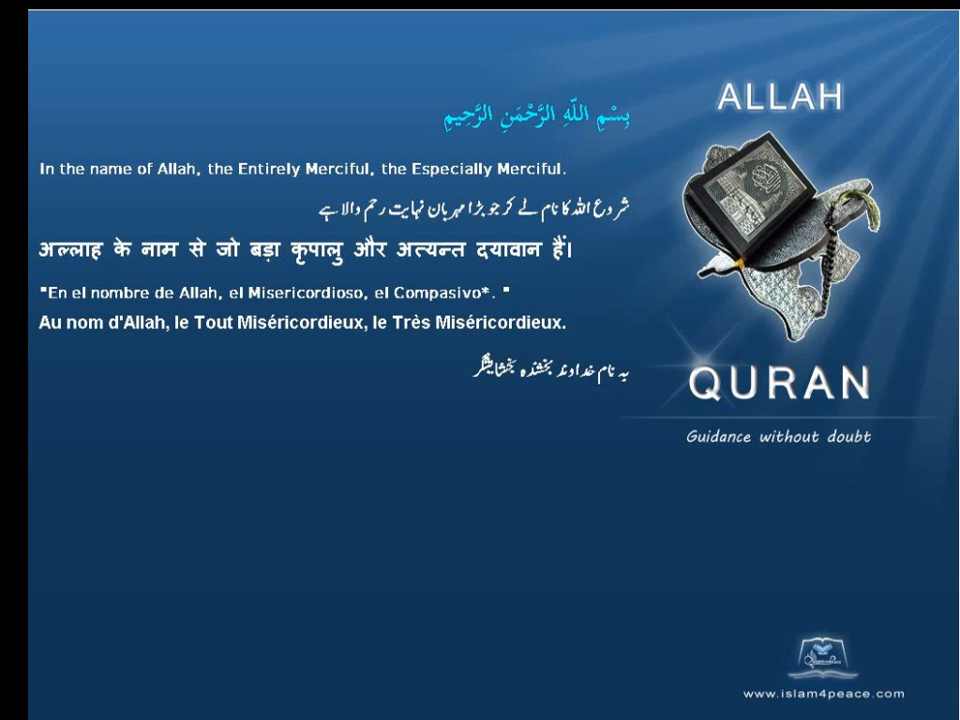 بِسْمِ اللَّهِ الرَّحْمَنِ الرَّحِيمِ
In the name of Allah, the Entirely Merciful, the Especially Merciful.
شروع الله کا نام لے کر جو بڑا مہربان نہایت رحم والا ہے
अल्लाह के नाम से जो बड़ा कृपालु और अत्यन्त दयावान हैं।
"En el nombre de Allah, el Misericordioso, el Compasivo*. "
Au nom d'Allah, le Tout Miséricordieux, le Très Miséricordieux.
به نام خداوند بخشنده بخشایشگر
ALLAH
QURAN
Guidance without doubt
www.islam4peace.com